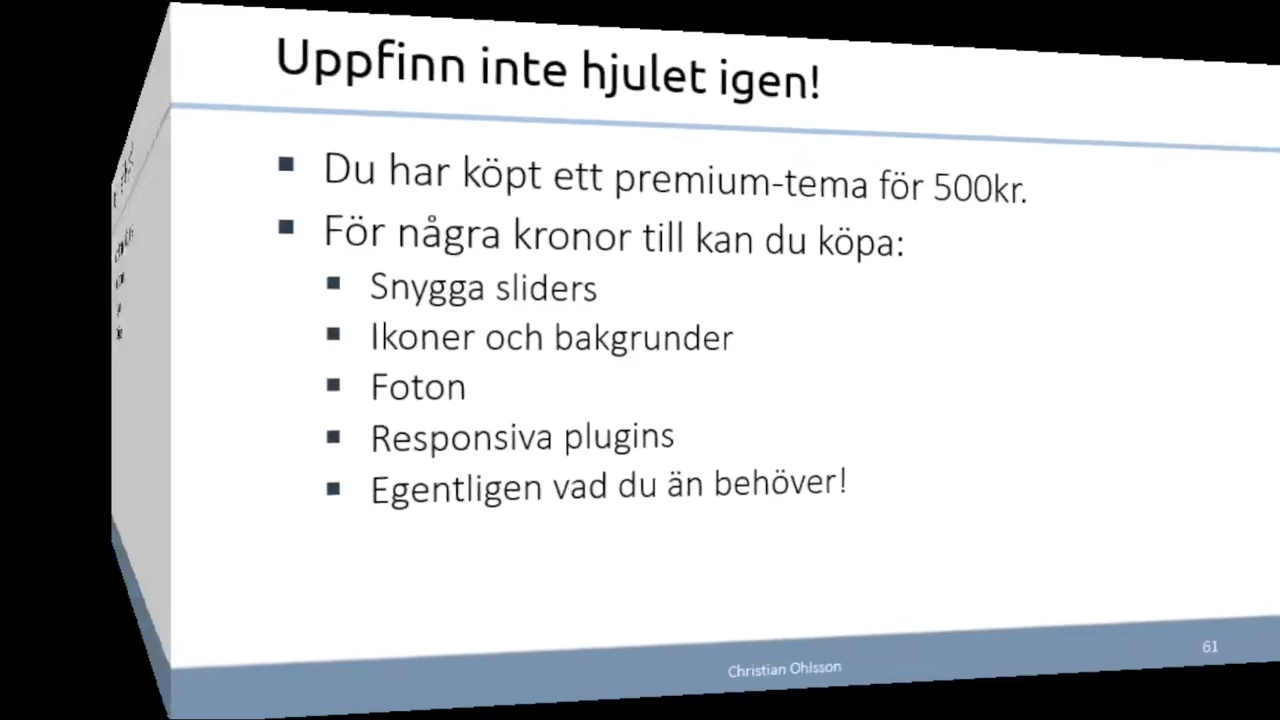 Uppfinn inte hjulet igen!
Du har köpt ett premium-tema för 500kr.
För några kronor till kan du köpa:
Snygga sliders
Ikoner och bakgrunder
Foton
Responsiva plugins
Egentligen vad du än behöver!
Christian Ohlsson
61